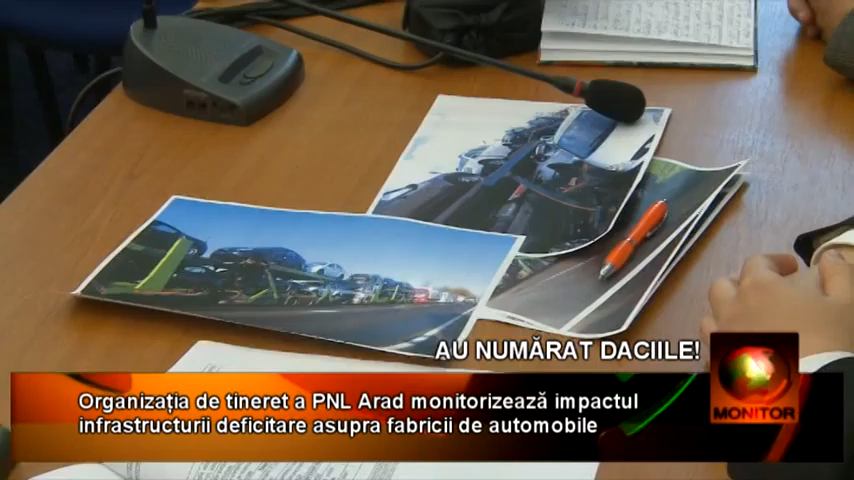 AU NUMĂRAT DACIILE!
Organizația de tineret a PNL Arad monitorizează impactul
infrastructurii deficitare asupra fabricii de automobile
MONITOR